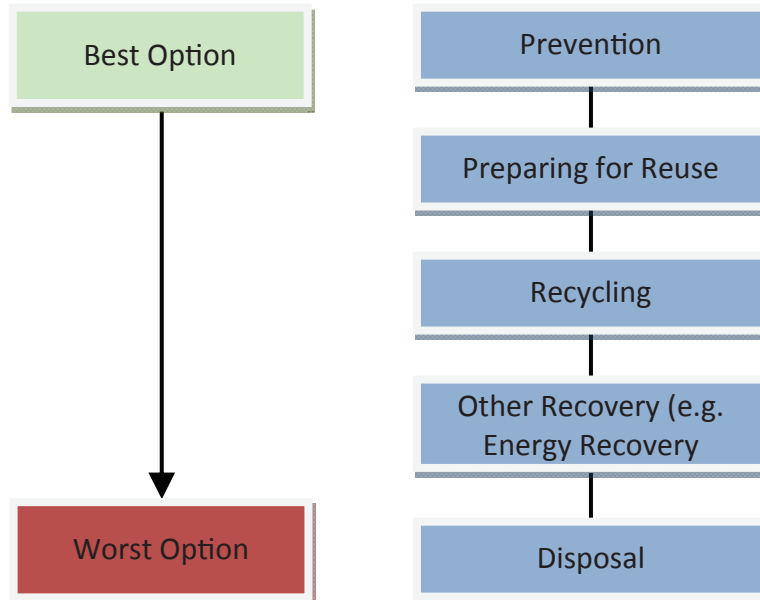 Best Option
Prevention
Preparing for Reuse
Recycling
Other Recovery (e.g.
Energy Recovery
Worst Option
Disposal